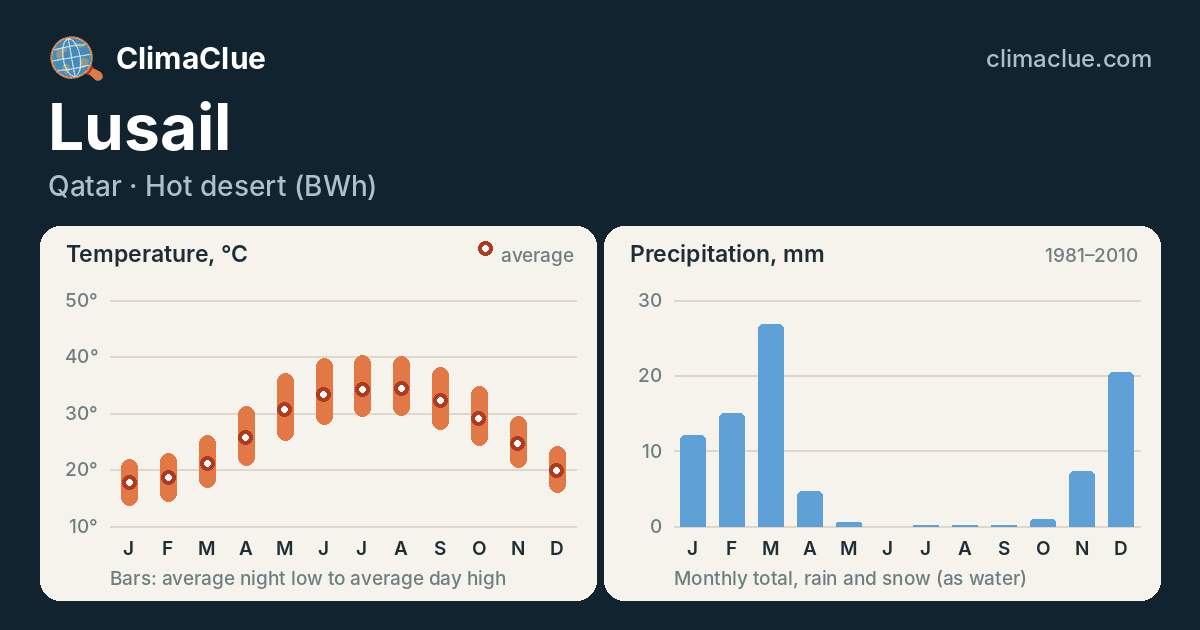 ClimaClue
climaclue.com
Lusail
Qatar · Hot desert (BWh)
Temperature, °C
average
50°
40°
30°
20°
10°
J F M A M J J A S O N D
Bars: average night low to average day high
Precipitation, mm
1981–2010
30
20
10
0
J F M A M J J A S O N D
Monthly total, rain and snow (as water)